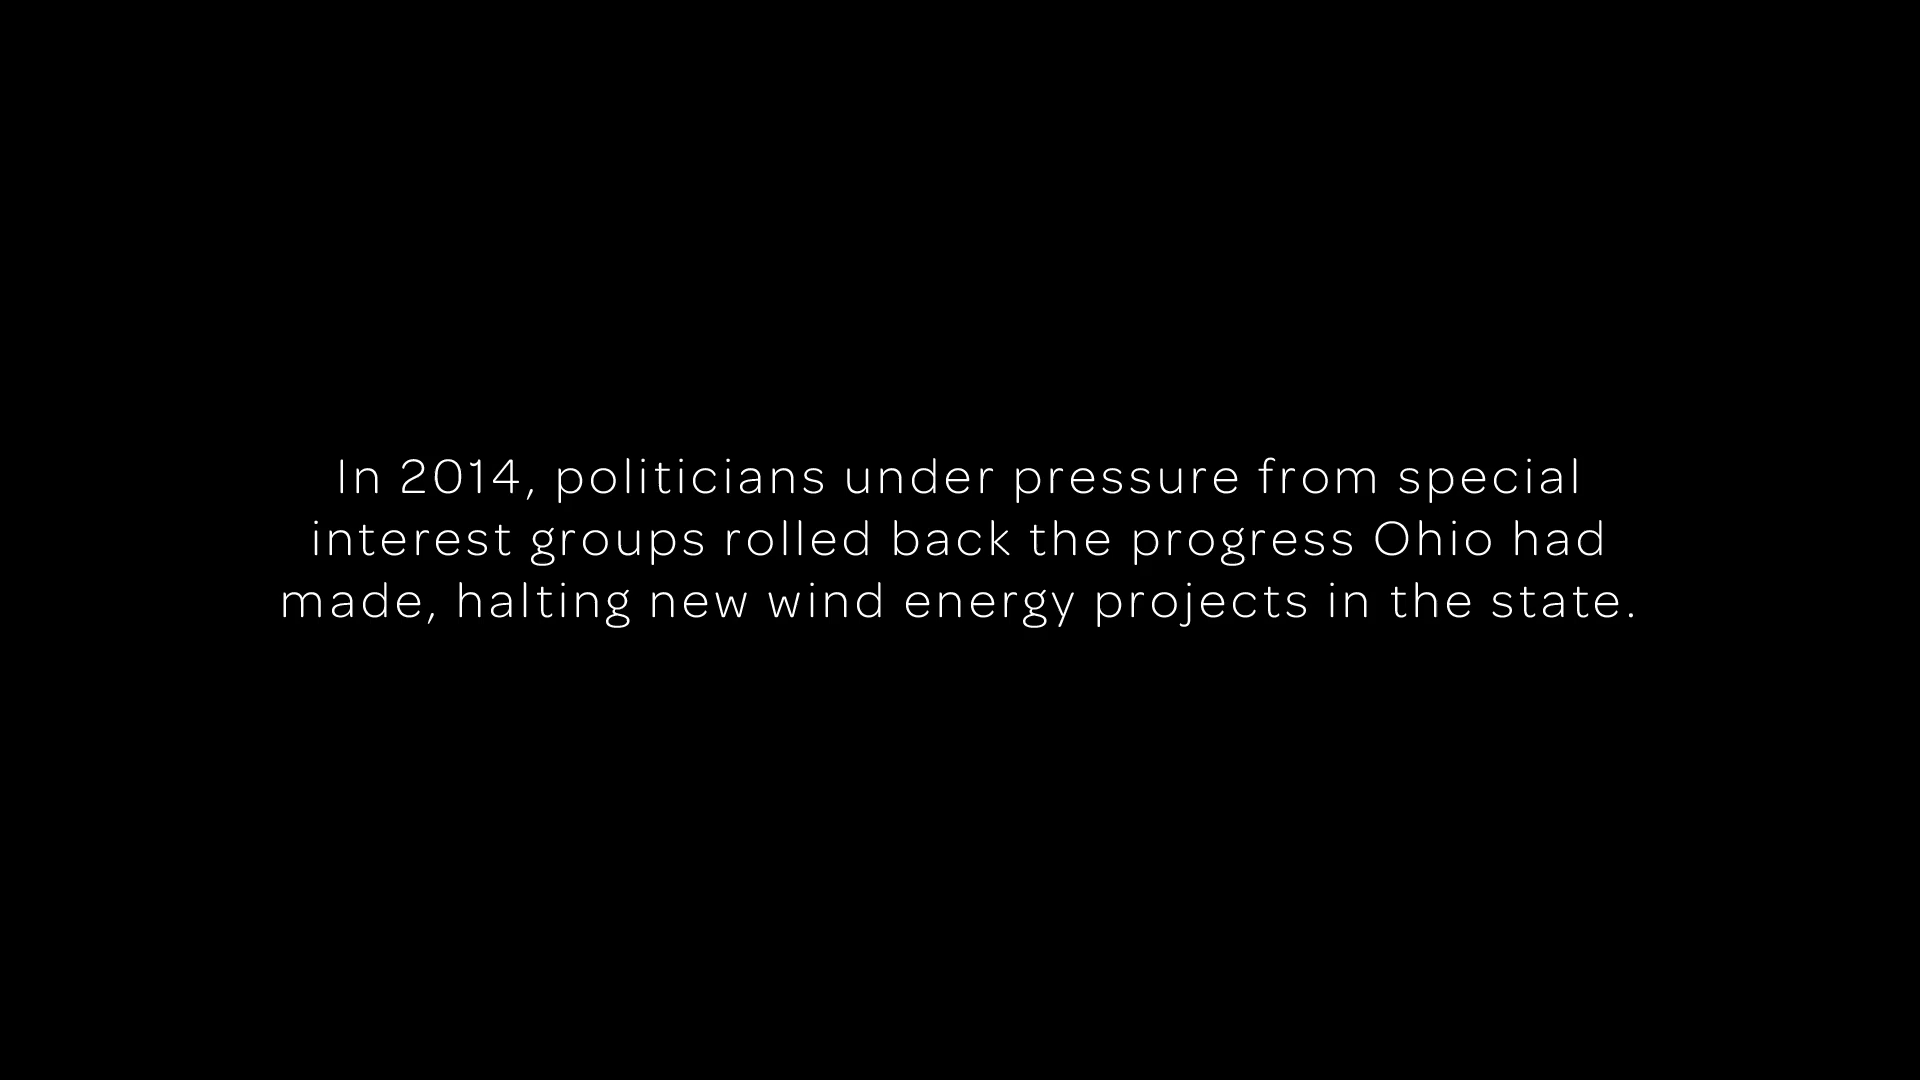 In 2014, politicians under pressure from special
interest groups rolled back the progress Ohio had
made, halting new wind energy projects in the state.